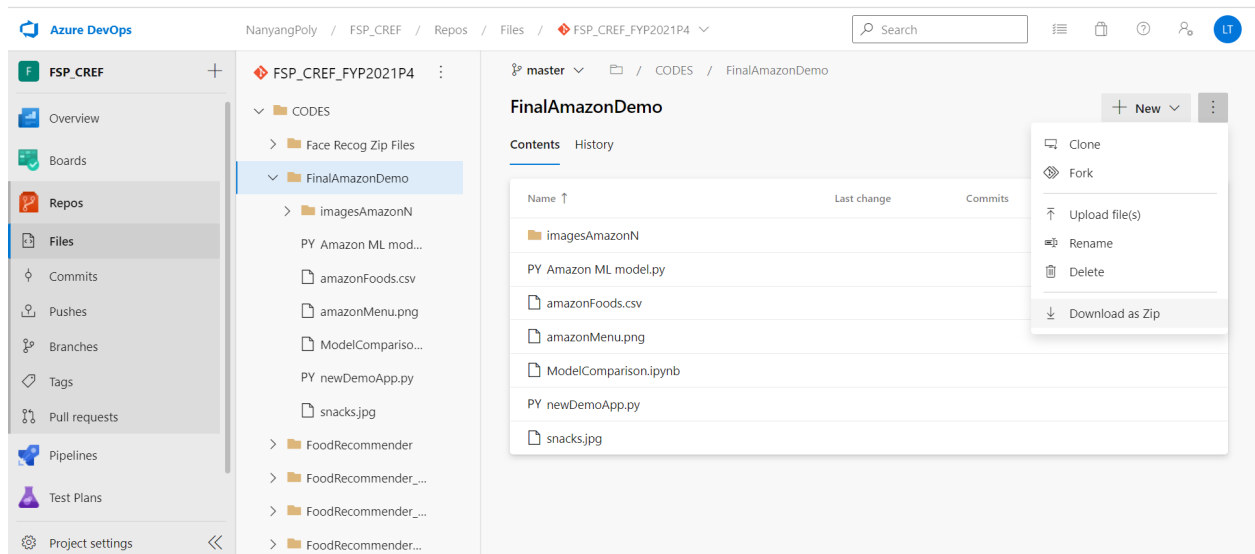 Azure DevOps
NanyangPoly / FSP_CREF / Repos / Files / FSP_CREF_FYP2021P4
Search
LT
F FSP_CREF
Overview
Boards
Repos
Files
Commits
Pushes
Branches
Tags
Pull requests
Pipelines
Test Plans
Project settings
FSP_CREF_FYP2021P4
CODES
Face Recog Zip Files
FinalAmazonDemo
imagesAmazonN
PY Amazon ML mod...
amazonFoods.csv
amazonMenu.png
ModelCompariso...
PY newDemoApp.py
snacks.jpg
FoodRecommender
FoodRecommender_...
FoodRecommender_...
FoodRecommender...
master / CODES / FinalAmazonDemo
FinalAmazonDemo
New
Contents History
Name ↑ Last change Commits
imagesAmazonN
PY Amazon ML model.py
amazonFoods.csv
amazonMenu.png
ModelComparison.ipynb
PY newDemoApp.py
snacks.jpg
Clone
Fork
Upload file(s)
Rename
Delete
Download as Zip